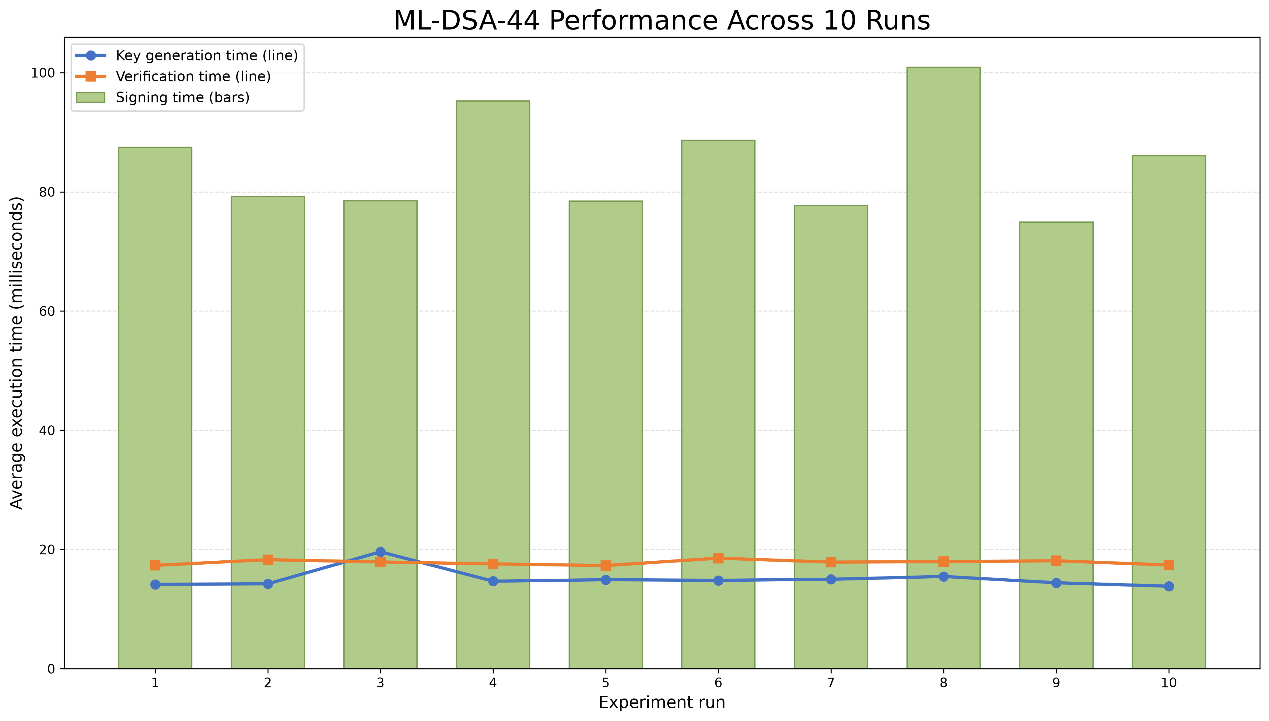 ML-DSA-44 Performance Across 10 Runs
Key generation time (line)
Verification time (line)
Signing time (bars)
Average execution time (milliseconds)
100
80
60
40
20
0
1 2 3 4 5 6 7 8 9 10
Experiment run